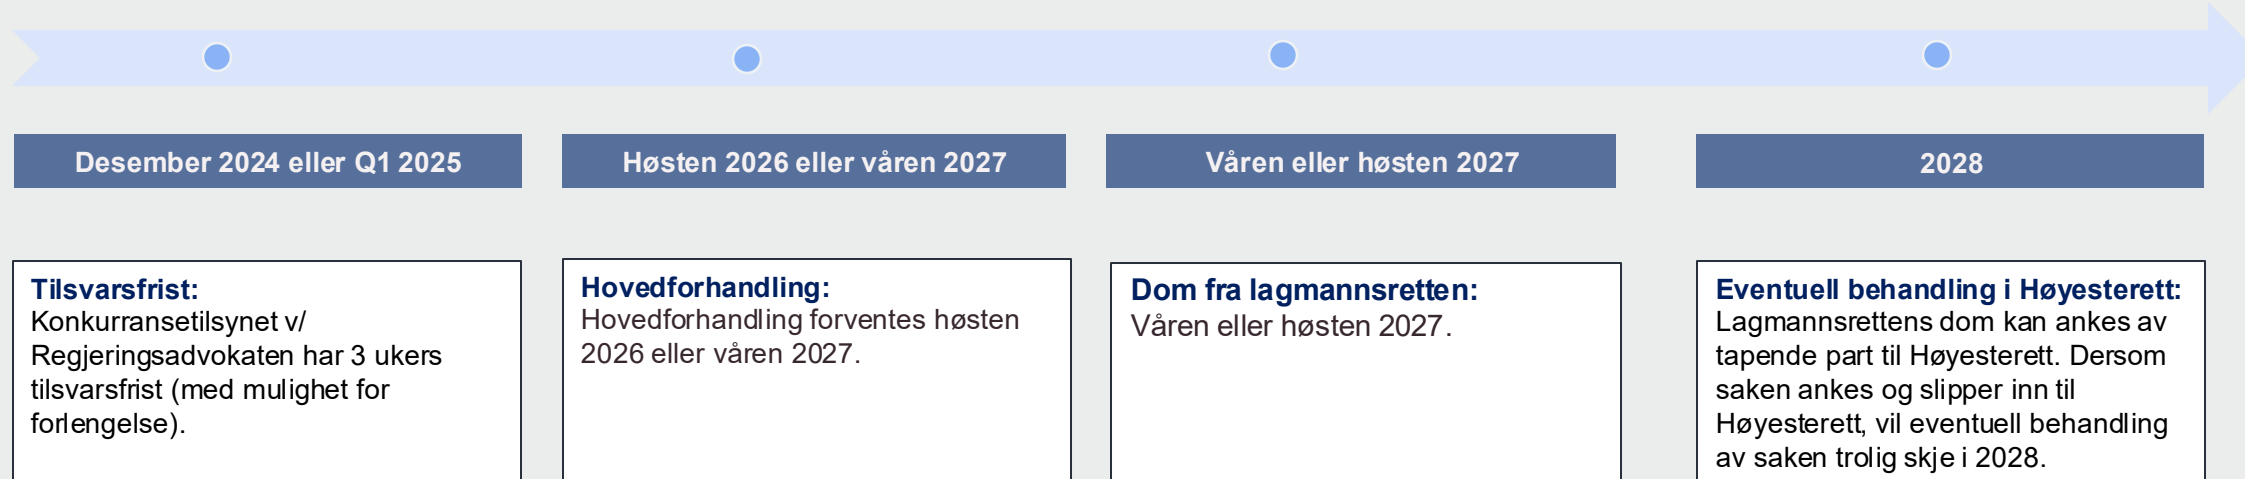 Desember 2024 eller Q1 2025
Høsten 2026 eller våren 2027
Våren eller høsten 2027
2028
Tilsvarsfrist:
Konkurransetilsynet v/
Regjeringsadvokaten har 3 ukers
tilsvarsfrist (med mulighet for
forlengelse).
Hovedforhandling:
Hovedforhandling forventes høsten
2026 eller våren 2027.
Dom fra lagmannsretten:
Våren eller høsten 2027.
Eventuell behandling i Høyesterett:
Lagmannsrettens dom kan ankes av
tapende part til Høyesterett. Dersom
saken ankes og slipper inn til
Høyesterett, vil eventuell behandling
av saken trolig skje i 2028.